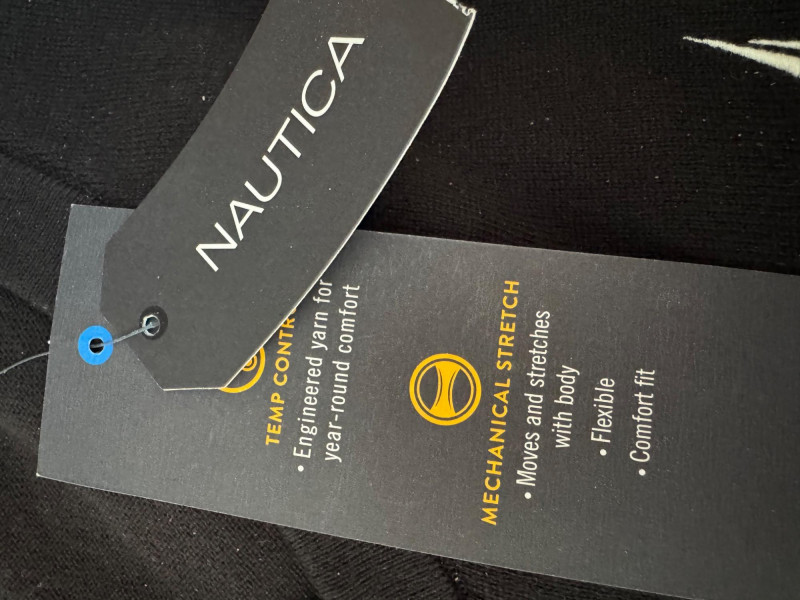 NAUTICA
TEMP CONTR
• Engineered yarn for
year-round comfort
MECHANICAL STRETCH
• Moves and stretches
with body
• Flexible
• Comfort fit